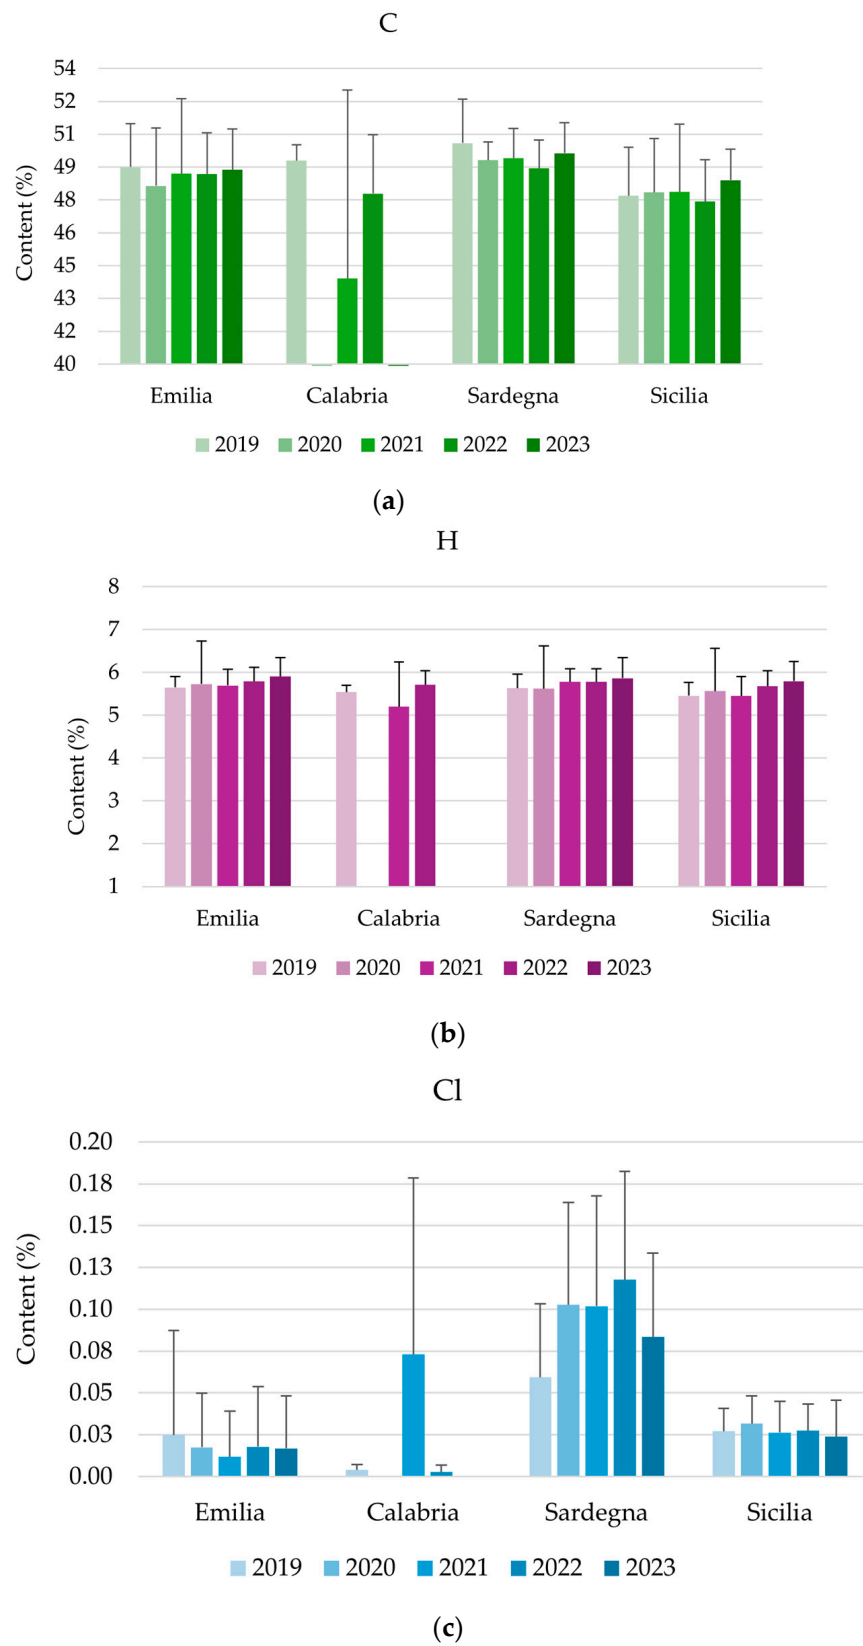 C
54
52
51
49
48
46
45
43
42
40
Content (%)
Emilia Calabria Sardegna Sicilia
2019 2020 2021 2022 2023
(a)
H
8
7
6
5
4
3
2
1
Content (%)
Emilia Calabria Sardegna Sicilia
2019 2020 2021 2022 2023
(b)
Cl
0.20
0.18
0.15
0.13
0.10
0.08
0.05
0.03
0.00
Content (%)
Emilia Calabria Sardegna Sicilia
2019 2020 2021 2022 2023
(c)